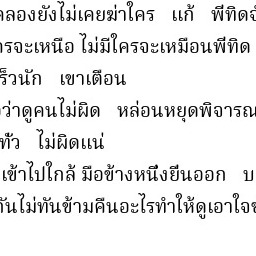 คลองยังไม่เคยฆ่าใคร แก้ พีทิดจั
ารจะเหนือ ไม่มีใครจะเหมือนพีทิด
ร็วนัก เขาเตือน
ว่าดูคนไม่ผิด หล่อนหยุดพิจารณ
ทั่ว ไม่ผิดแน่
เข้าไปใกล้ มือข้างหนึ่งยื่นออก บ
กันไม่ทันข้ามคืนอะไรทำให้ดูเอาใจ